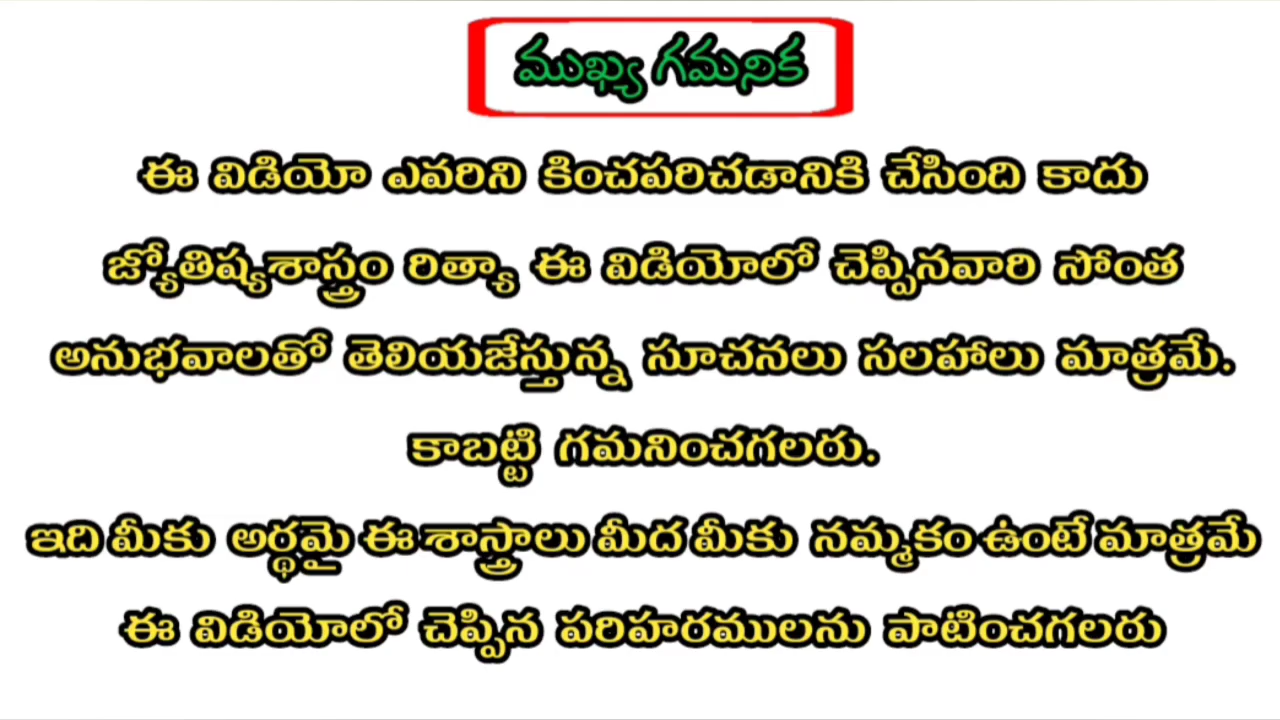 ముఖ్య గమనిక
ఈ విడియో ఎవరిని కించపరిచడానికి చేసింది కాదు
జ్యోతిష్యశాస్త్రం రిత్యా ఈ విడియోలో చెప్పినవారి సోంత
అనుభవాలతో తెలియజేస్తున్న సూచనలు సలహాలు మాత్రమే.
కాబట్టి గమనించగలరు.
ఇది మీకు అర్థమై ఈ శాస్త్రాలు మీద మీకు నమ్మకం ఉంటే మాత్రమే
ఈ విడియోలో చెప్పిన పరిహరములను పాటించగలరు